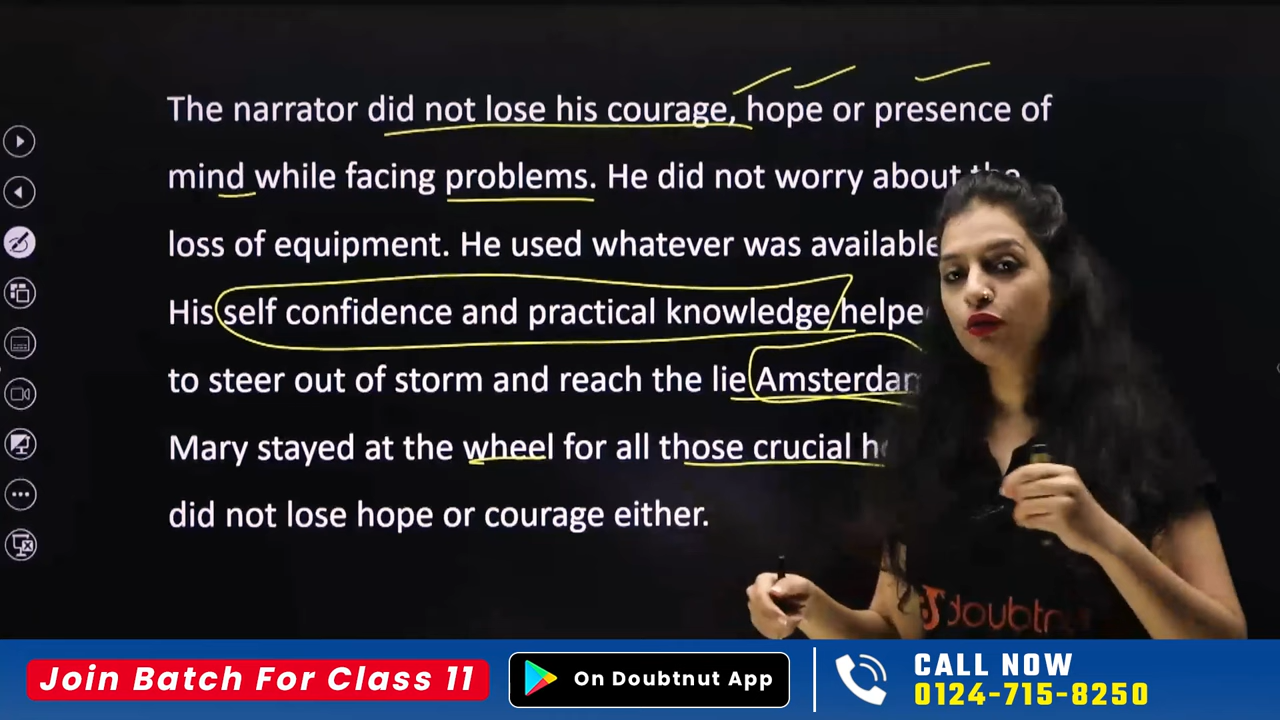 The narrator did not lose his courage, hope or presence of
mind while facing problems. He did not worry about the
loss of equipment. He used whatever was available
His self confidence and practical knowledge
to steer out of storm and reach the lie
Mary stayed at the wheel for all those crucial
did not lose hope or courage either.
doubtn
Join Batch For Class 11
On Doubtnut App
CALL NOW
0124-715-8250